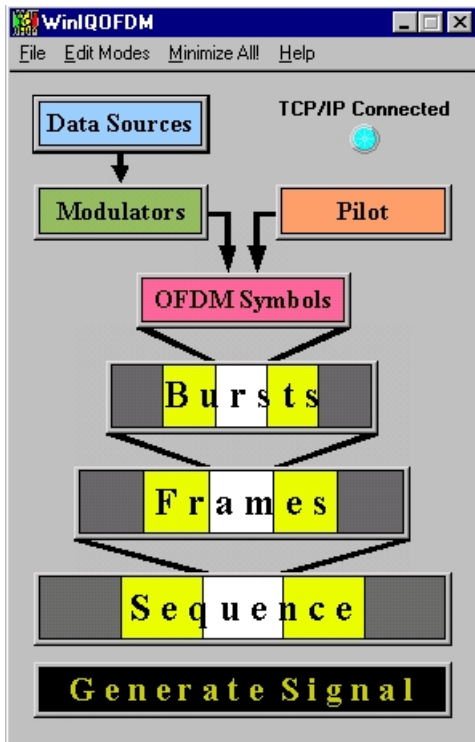 WinIQOFDM
File Edit Modes Minimize All! Help
TCP/IP Connected
Data Sources
Modulators
Pilot
OFDM Symbols
Bursts
Frames
Sequence
Generate Signal